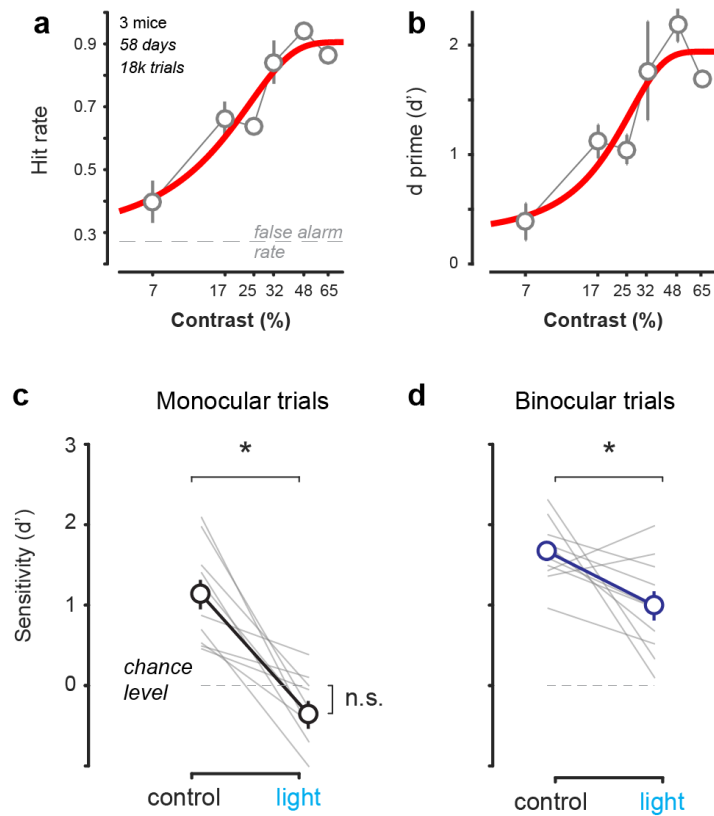 a
3 mice
58 days
18k trials
0.9
0.7
0.5
0.3
Hit rate
false alarm
rate
7 17 25 32 48 65
Contrast (%)
b
2
1
0
d prime (d’)
7 17 25 32 48 65
Contrast (%)
c
Monocular trials
*
3
2
1
0
Sensitivity (d’)
chance
level
n.s.
control light
d
Binocular trials
*
control light